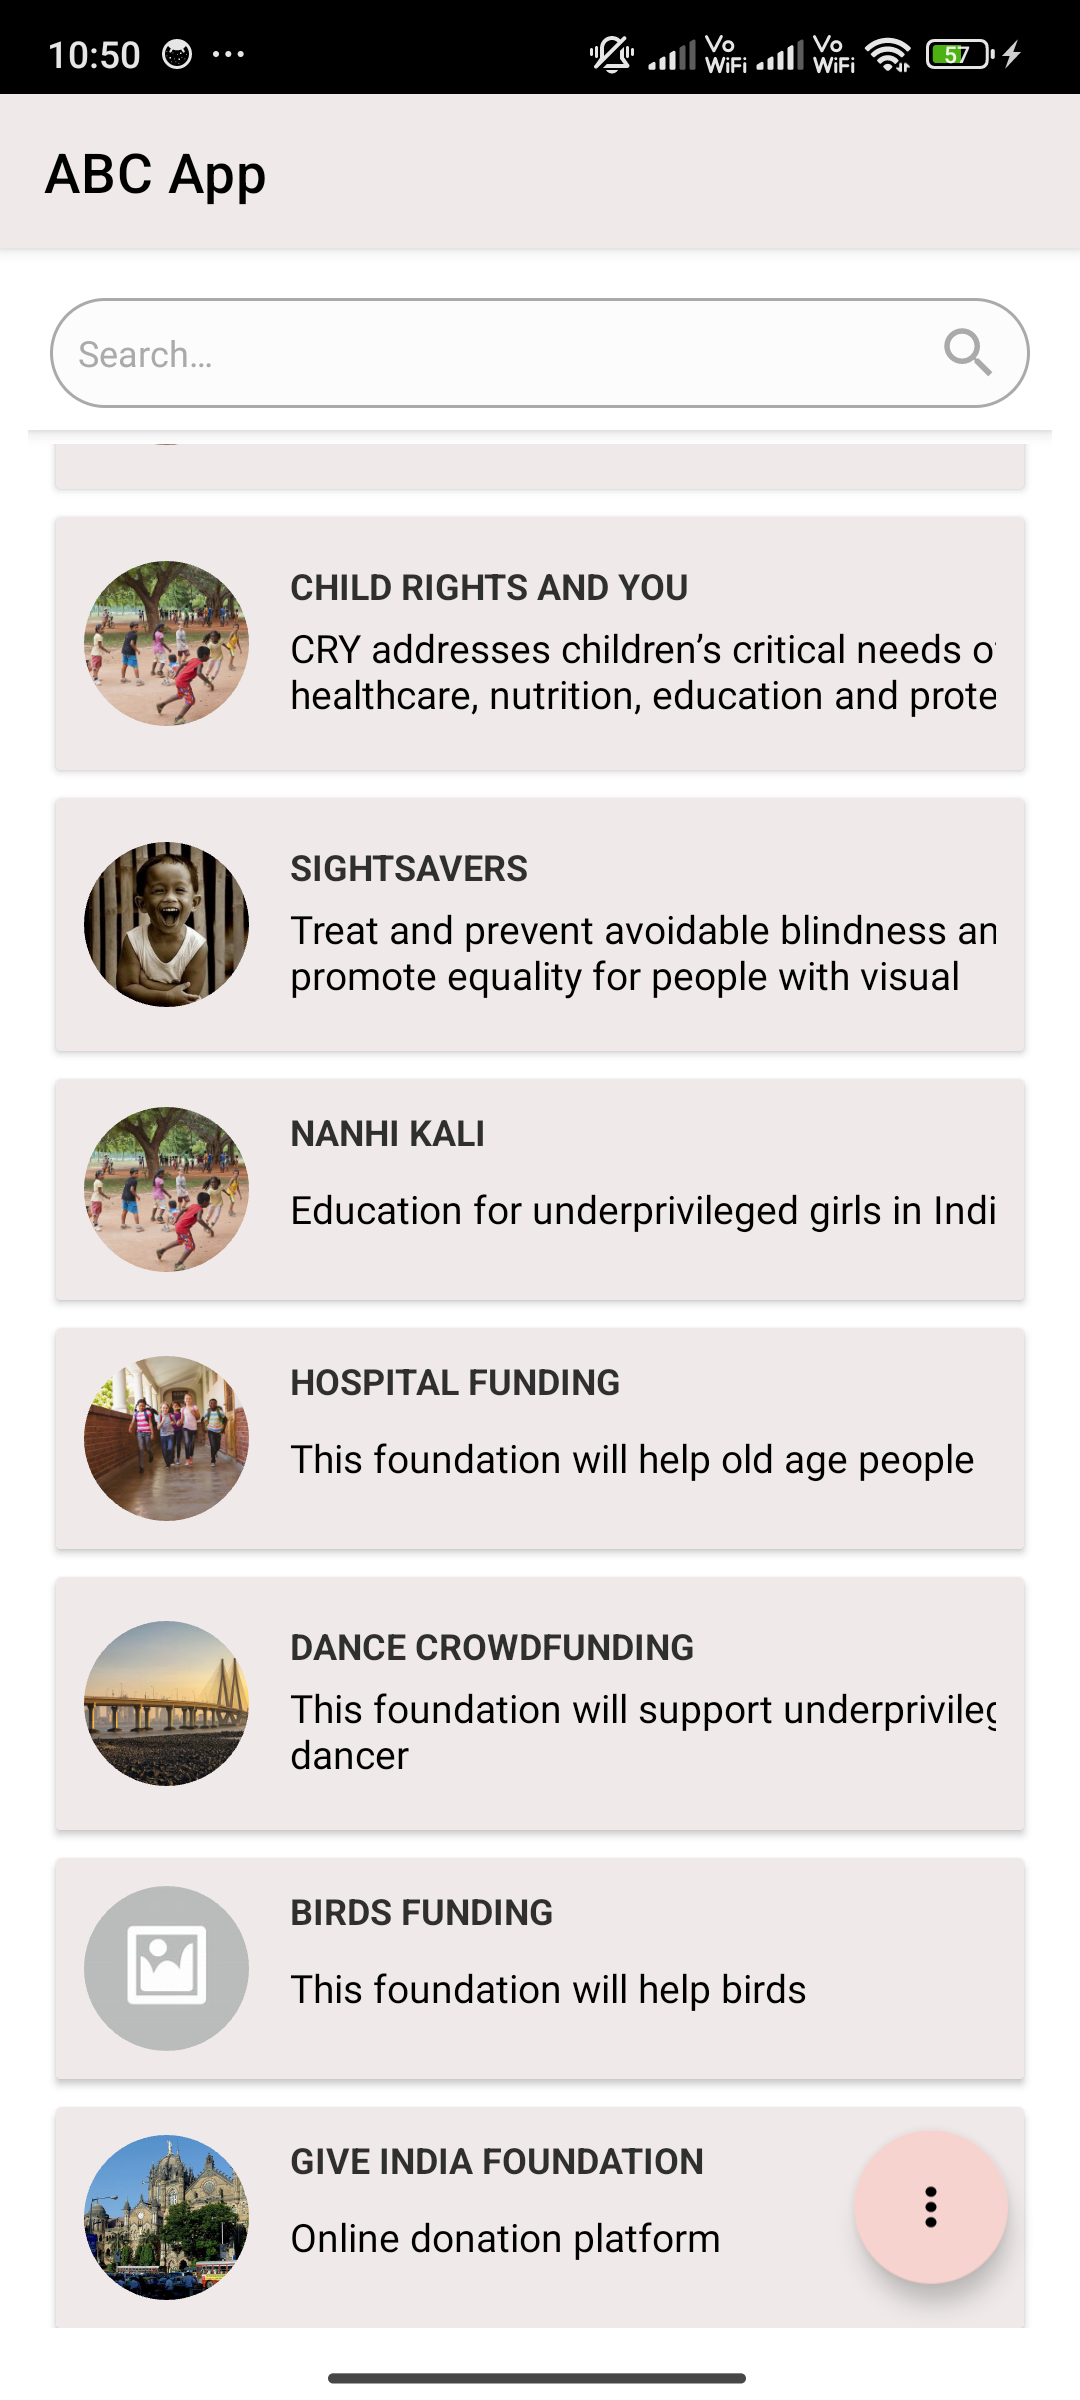 10:50
Vo
WiFi
Vo
WiFi
57
ABC App
Search...
CHILD RIGHTS AND YOU
CRY addresses children’s critical needs
healthcare, nutrition, education and prote
SIGHTSAVERS
Treat and prevent avoidable blindness an
promote equality for people with visual
NANHI KALI
Education for underprivileged girls in Indi
HOSPITAL FUNDING
This foundation will help old age people
DANCE CROWDFUNDING
This foundation will support underprivileg
dancer
BIRDS FUNDING
This foundation will help birds
GIVE INDIA FOUNDATION
Online donation platform